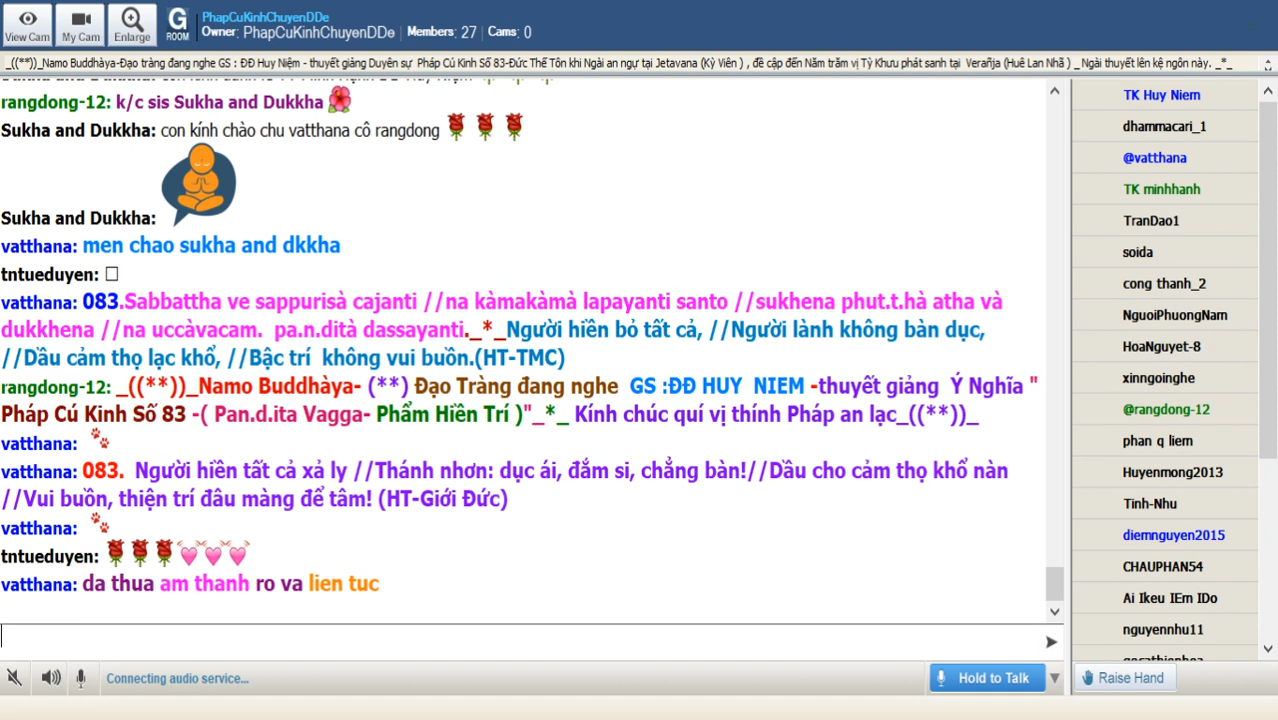 PhapCuKinhChuyenDDe
Owner: PhapCuKinhChuyenDDe Members: 27 Cams: 0
View Cam My Cam Enlarge G ROOM
_((**))_Namo Buddhàya-Đạo tràng đang nghe GS : ĐĐ Huy Niệm - thuyết giảng Duyên sự Pháp Cú Kinh Số 83-Đức Thế Tôn khi Ngài an ngự tại Jetavana (Kỳ Viên ) , đề cập đến Năm trăm vị Tỳ Khưu phát sanh tại Verañja (Huê Lan Nhã ) _ Ngài thuyết lên kệ ngôn này. _*_
rangdong-12: k/c sis Sukha and Dukkha
Sukha and Dukkha: con kính chào chu vatthana cô rangdong
Sukha and Dukkha:
vatthana: men chao sukha and dkkha
tntueduyen: □
vatthana: 083.Sabbattha ve sappurisà cajanti //na kàmakàmà lapayanti santo //sukhena phut.t.hà atha và
dukkhena //na uccàvacam. pa.n.dità dassayanti._*_Người hiền bỏ tất cả, //Người lành không bàn dục,
//Dầu cảm thọ lạc khổ, //Bậc trí không vui buồn.(HT-TMC)
rangdong-12: _((**))_Namo Buddhàya- (**) Đạo Tràng đang nghe GS :ĐĐ HUY NIEM -thuyết giảng Ý Nghĩa "
Pháp Cú Kinh Số 83 -( Pan.d.ita Vagga- Phẩm Hiền Trí )"_*_ Kính chúc quí vị thính Pháp an lạc_((**))_
vatthana:
vatthana: 083. Người hiền tất cả xả ly //Thánh nhơn: dục ái, đắm si, chẳng bàn!//Dầu cho cảm thọ khổ nàn
//Vui buồn, thiện trí đâu màng để tâm! (HT-Giới Đức)
vatthana:
tntueduyen:
vatthana: da thua am thanh ro va lien tuc
Connecting audio service...
Hold to Talk
TK Huy Niem
dhammacari_1
@vatthana
TK minhhanh
TranDao1
soida
cong thanh_2
NguoiPhuongNam
HoaNguyet-8
xinngoinghe
@rangdong-12
phan q liem
Huyenmong2013
Tinh-Nhu
diemnguyen2015
CHAUPHAN54
Ai Ikeu IEm IDo
nguyennhu11
Raise Hand